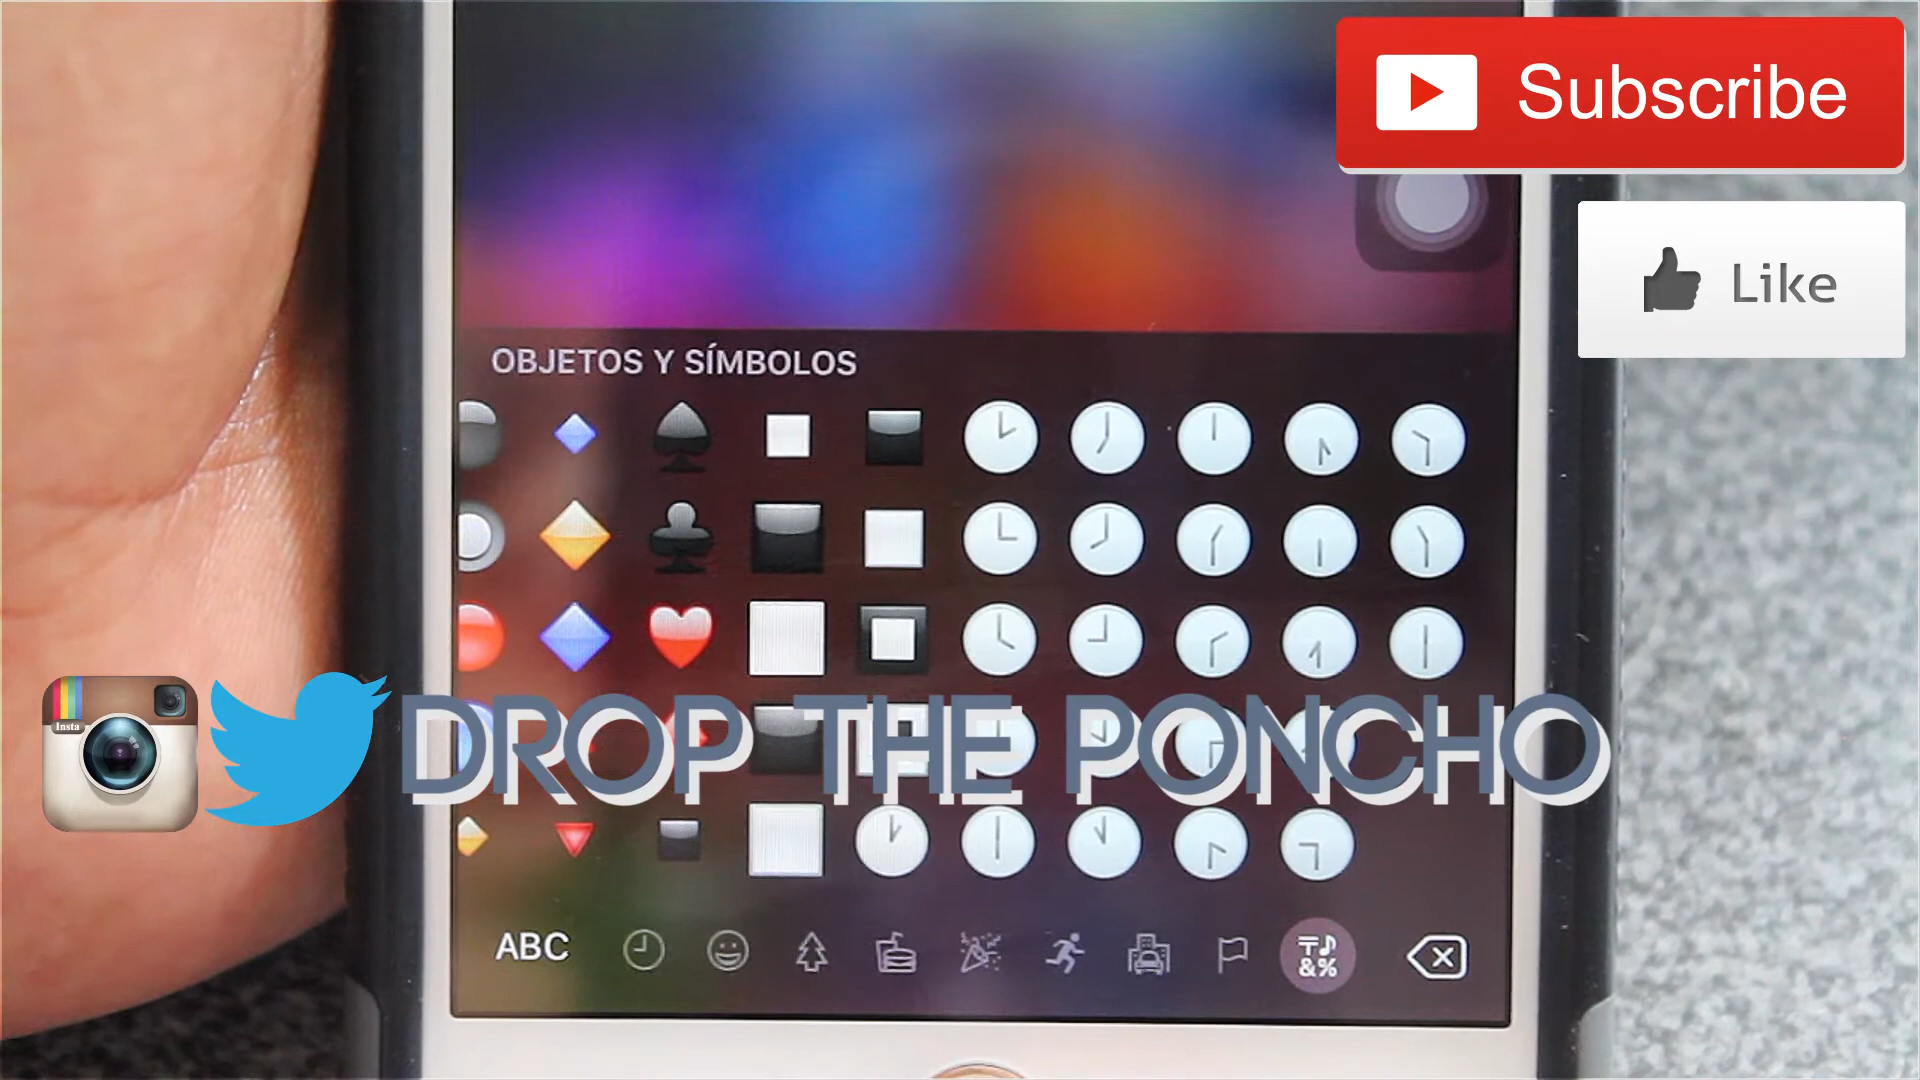 Subscribe
Like
OBJETOS Y SÍMBOLOS
Insta
DROP THE PONCHO
ABC
&%